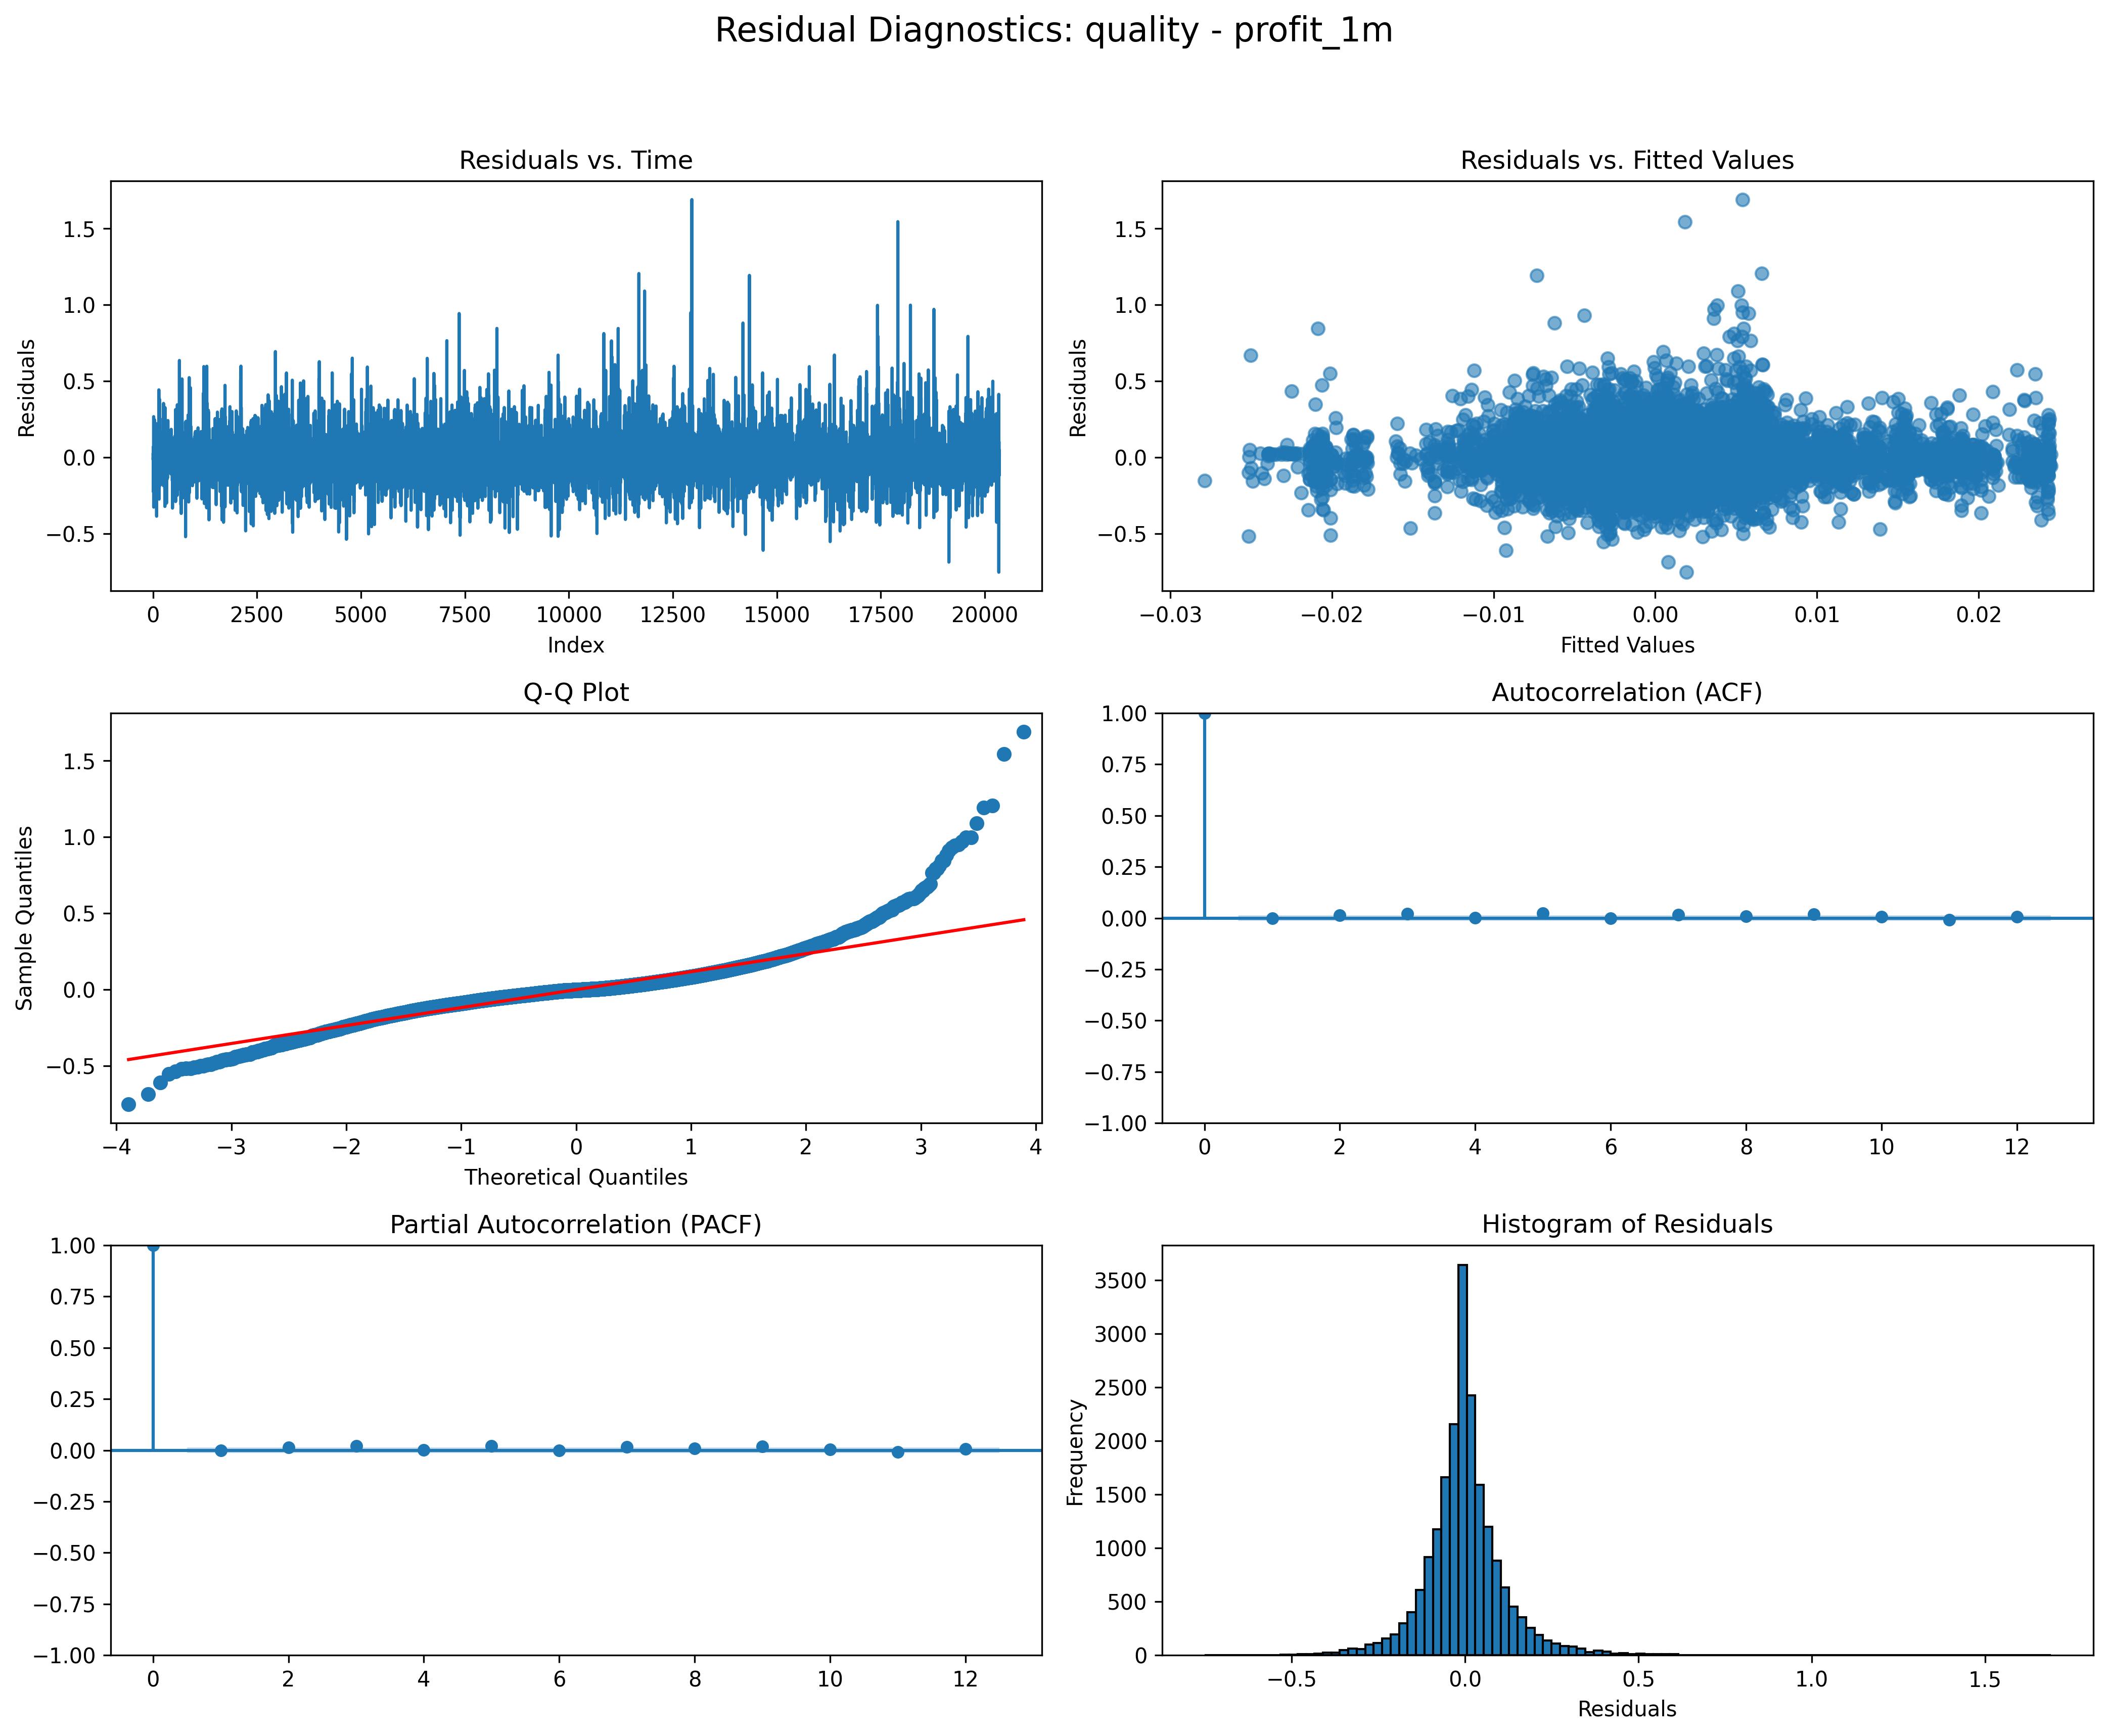 Residual Diagnostics: quality - profit_1m
Residuals vs. Time
Residuals
1.5
1.0
0.5
0.0
−0.5
0 2500 5000 7500 10000 12500 15000 17500 20000
Index
Residuals vs. Fitted Values
Residuals
1.5
1.0
0.5
0.0
−0.5
−0.03 −0.02 −0.01 0.00 0.01 0.02
Fitted Values
Q-Q Plot
Sample Quantiles
1.5
1.0
0.5
0.0
−0.5
−4 −3 −2 −1 0 1 2 3 4
Theoretical Quantiles
Autocorrelation (ACF)
1.00
0.75
0.50
0.25
0.00
−0.25
−0.50
−0.75
−1.00
0 2 4 6 8 10 12
Partial Autocorrelation (PACF)
1.00
0.75
0.50
0.25
0.00
−0.25
−0.50
−0.75
−1.00
0 2 4 6 8 10 12
Histogram of Residuals
Frequency
3500
3000
2500
2000
1500
1000
500
0
−0.5 0.0 0.5 1.0 1.5
Residuals